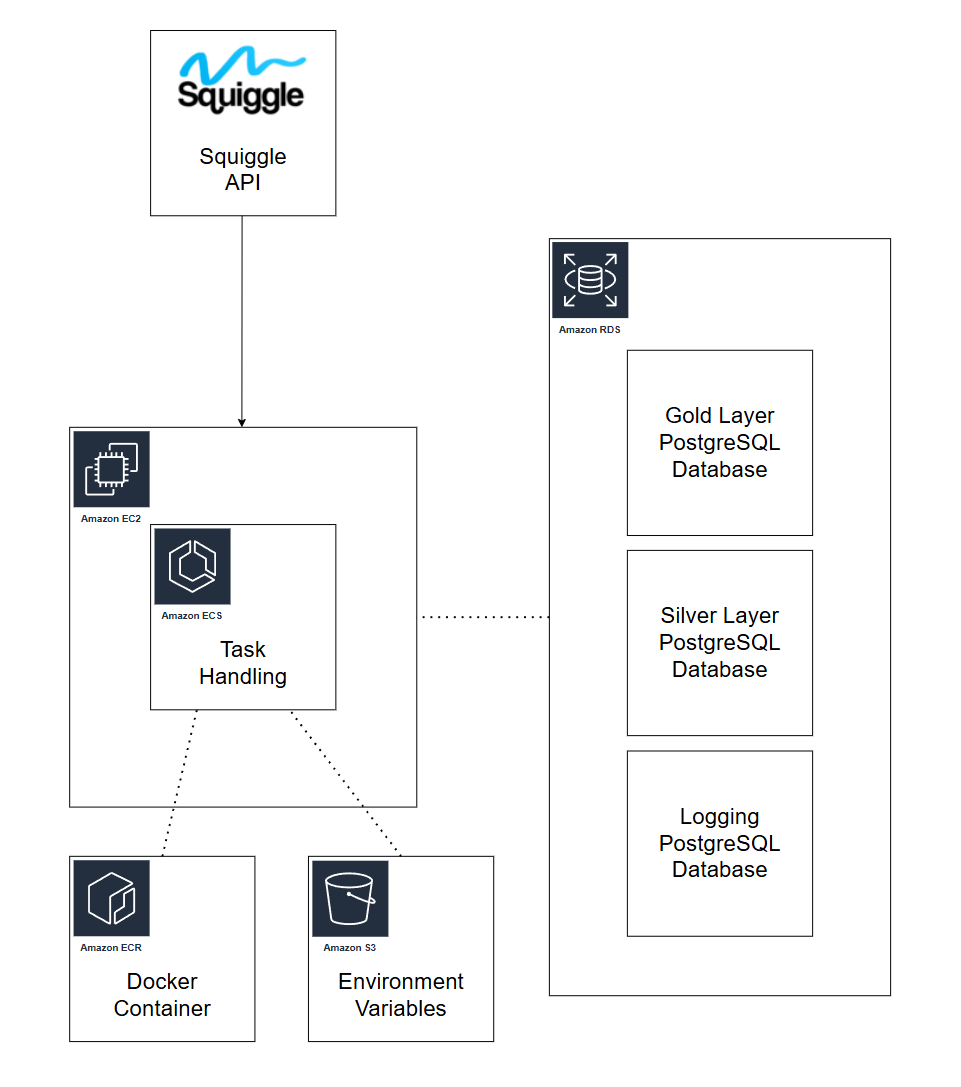 Squiggle
Squiggle
API
Amazon RDS
Gold Layer
PostgreSQL
Database
Amazon EC2
Amazon ECS
Task
Handling
Silver Layer
PostgreSQL
Database
Logging
PostgreSQL
Database
Amazon ECR
Docker
Container
Amazon S3
Environment
Variables